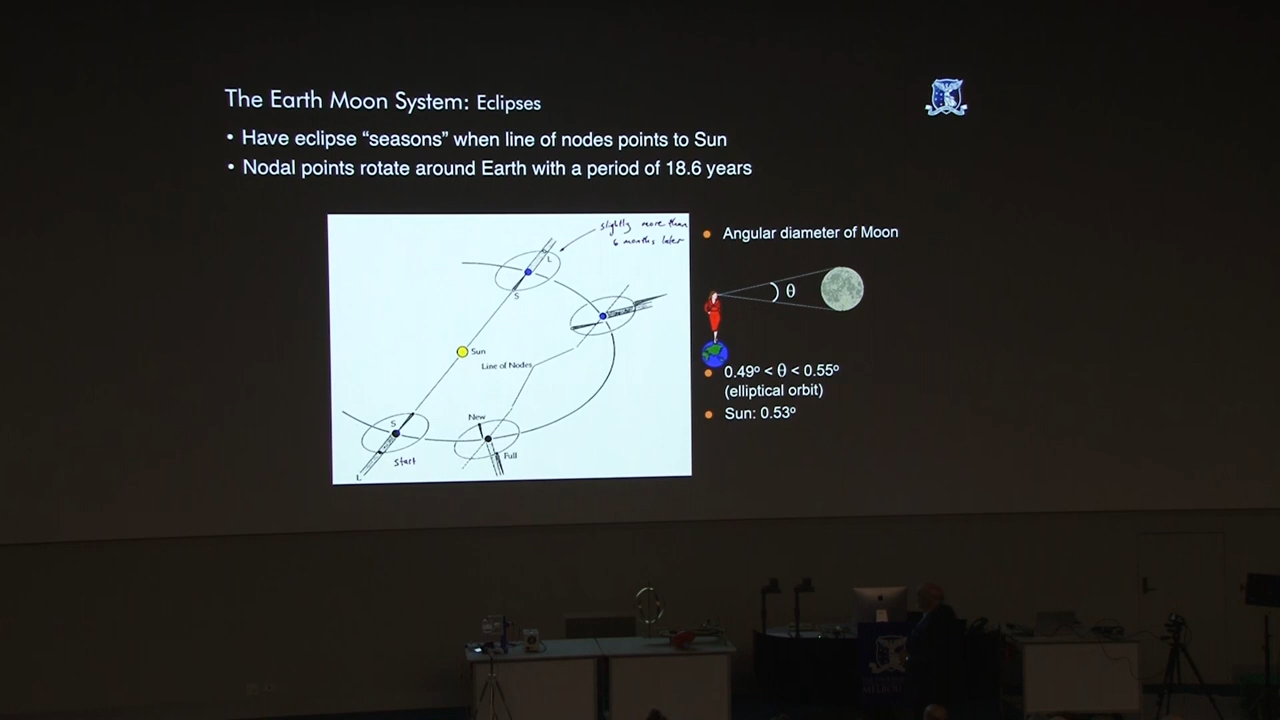 The Earth Moon System: Eclipses
• Have eclipse “seasons” when line of nodes points to Sun
• Nodal points rotate around Earth with a period of 18.6 years
slightly more than
6 months later
L
S
Sun
Line of Nodes
New
S
Full
Start
L
Angular diameter of Moon
θ
0.49º < θ < 0.55º
(elliptical orbit)
Sun: 0.53º